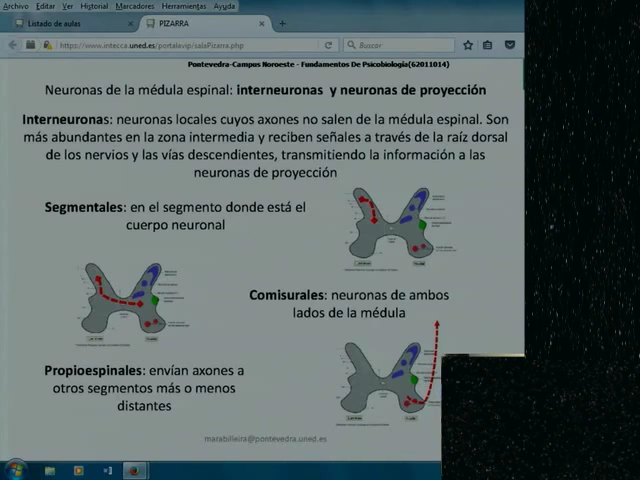 Archivo Editar Ver Historial Marcadores Herramientas Ayuda
Listado de aulas × PIZARRA ×
https://www.intecca.uned.es/portalavip/salaPizarra.php
Buscar
Pontevedra-Campus Noroeste - Fundamentos De Psicobiología(62011014)
Neuronas de la médula espinal: interneuronas y neuronas de proyección
Interneuronas: neuronas locales cuyos axones no salen de la médula espinal. Son
más abundantes en la zona intermedia y reciben señales a través de la raíz dorsal
de los nervios y las vías descendientes, transmitiendo la información a las
neuronas de proyección
Segmentales: en el segmento donde está el
cuerpo neuronal
Comisurales: neuronas de ambos
lados de la médula
Propioespinales: envían axones a
otros segmentos más o menos
distantes
marabilleira@pontevedra.uned.es